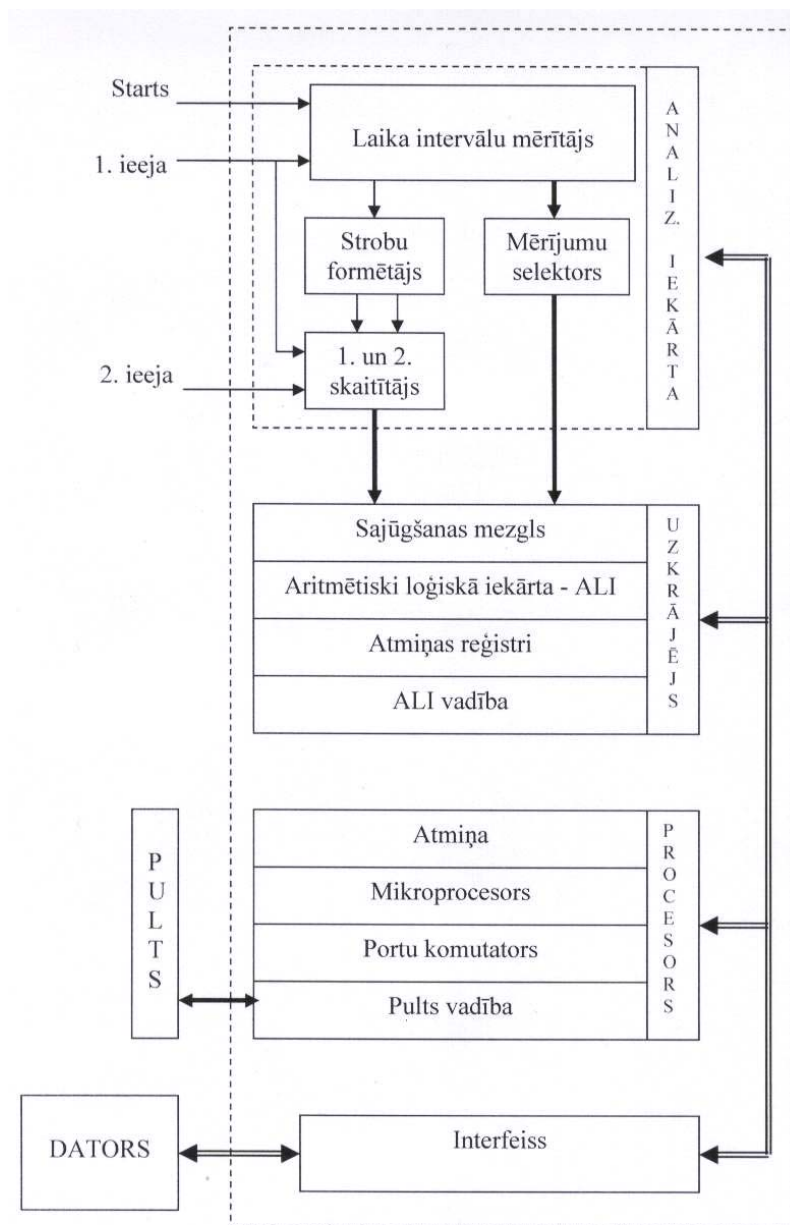 Starts
1. ieeja
2. ieeja
Laika intervālu mērītājs
Strobu
formētājs
Mērījumu
selektors
1. un 2.
skaitītājs
ANALIZ. IEKĀRTA
Sajūgšanas mezgls
Aritmētiski loģiskā iekārta - ALI
Atmiņas reģistri
ALI vadība
UZKRĀJĒJS
PULTS
Atmiņa
Mikroprocesors
Portu komutators
Pults vadība
PROCESORS
DATORS
Interfeiss